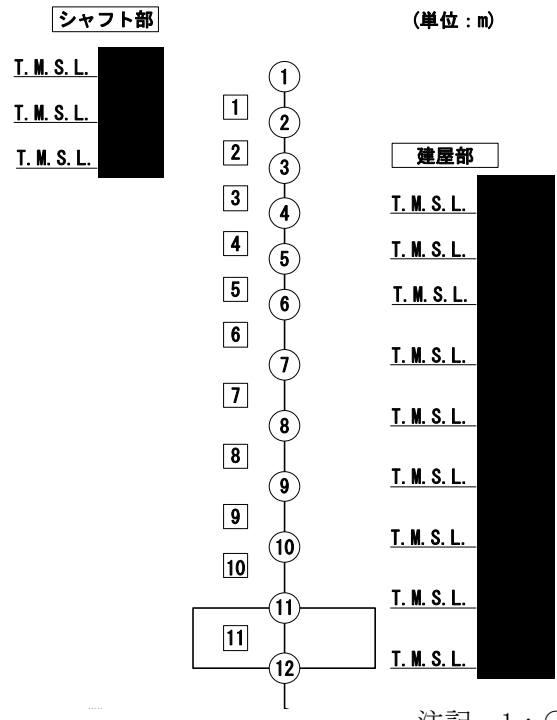 シャフト部
(単位:m)
T.M.S.L.
①
1
T.M.S.L.
②
2
T.M.S.L.
③
建屋部
3
④
T.M.S.L.
4
⑤
T.M.S.L.
5
⑥
T.M.S.L.
6
⑦
T.M.S.L.
7
⑧
T.M.S.L.
8
⑨
T.M.S.L.
9
⑩
T.M.S.L.
10
⑪
T.M.S.L.
11
⑫
T.M.S.L.